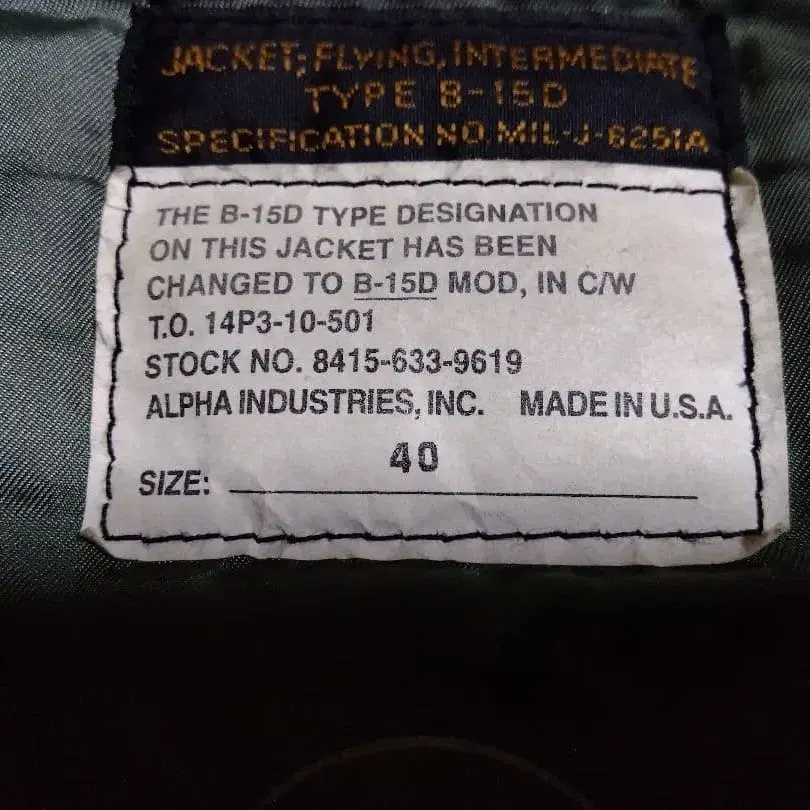 JACKET; FLYING, INTERMEDIATE
TYPE B-15D
SPECIFICATION NO. MIL-J-6251A
THE B-15D TYPE DESIGNATION
ON THIS JACKET HAS BEEN
CHANGED TO B-15D MOD, IN C/W
T.O. 14P3-10-501
STOCK NO. 8415-633-9619
ALPHA INDUSTRIES, INC. MADE IN U.S.A.
40
SIZE: